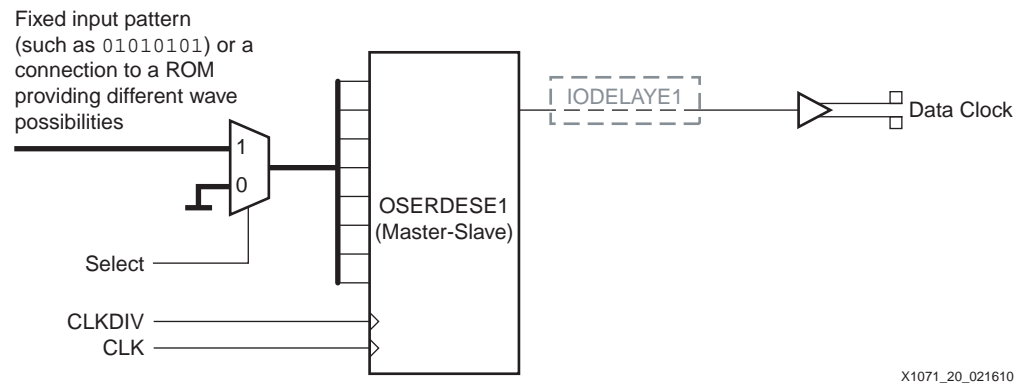 Fixed input pattern
(such as 01010101) or a
connection to a ROM
providing different wave
possibilities
1
0
Select
CLKDIV
CLK
OSERDESE1
(Master-Slave)
IODELAYE1
Data Clock
X1071_20_021610